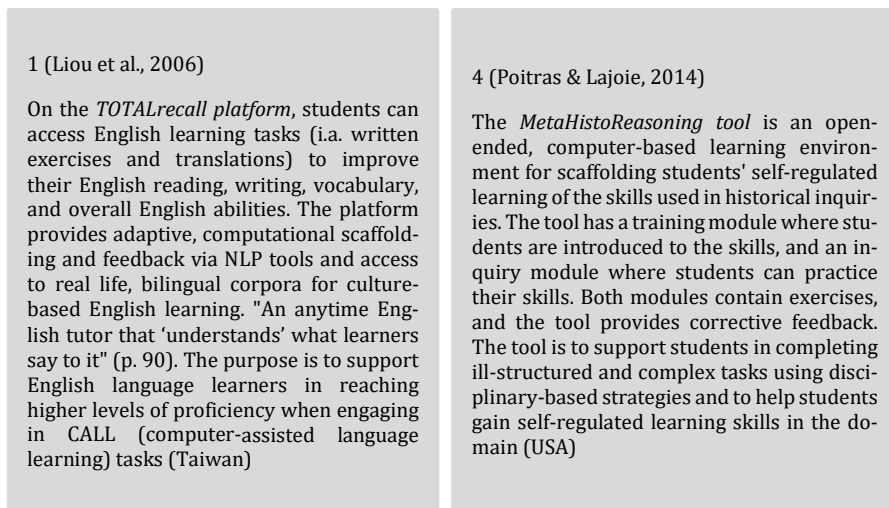 1 (Liou et al., 2006)
On the TOTALrecall platform, students can
access English learning tasks (i.a. written
exercises and translations) to improve
their English reading, writing, vocabulary,
and overall English abilities. The platform
provides adaptive, computational scaffold-
ing and feedback via NLP tools and access
to real life, bilingual corpora for culture-
based English learning. "An anytime Eng-
lish tutor that ‘understands’ what learners
say to it" (p. 90). The purpose is to support
English language learners in reaching
higher levels of proficiency when engaging
in CALL (computer-assisted language
learning) tasks (Taiwan)
4 (Poitras & Lajoie, 2014)
The MetaHistoReasoning tool is an open-
ended, computer-based learning environ-
ment for scaffolding students' self-regulated
learning of the skills used in historical inquir-
ies. The tool has a training module where stu-
dents are introduced to the skills, and an in-
quiry module where students can practice
their skills. Both modules contain exercises,
and the tool provides corrective feedback.
The tool is to support students in completing
ill-structured and complex tasks using disci-
plinary-based strategies and to help students
gain self-regulated learning skills in the do-
main (USA)